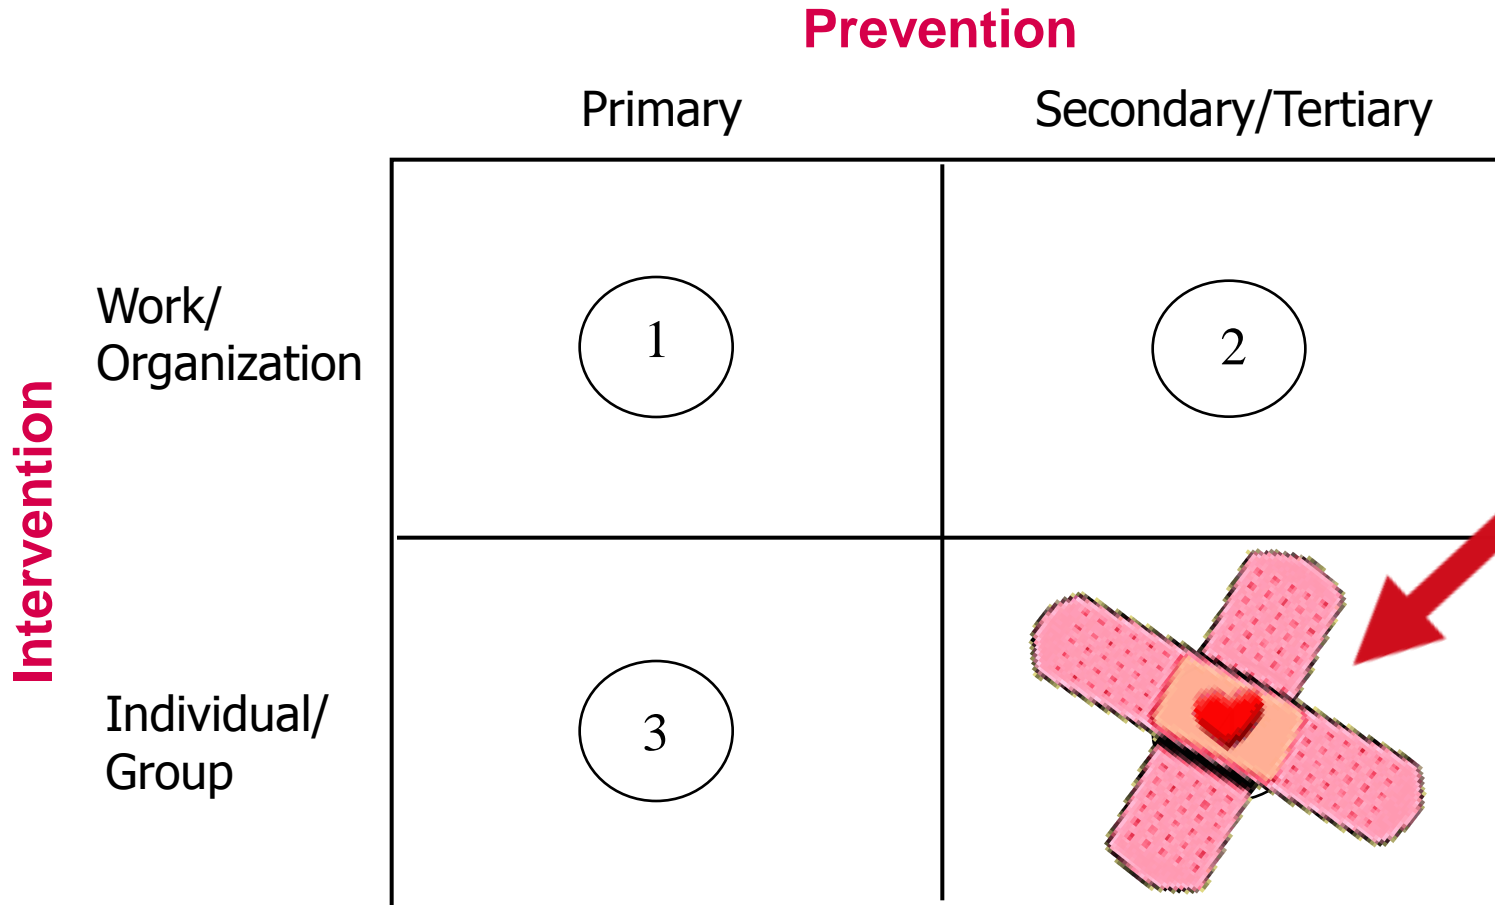 Prevention
Primary
Secondary/Tertiary
Work/
Organization
1
2
Intervention
Individual/
Group
3